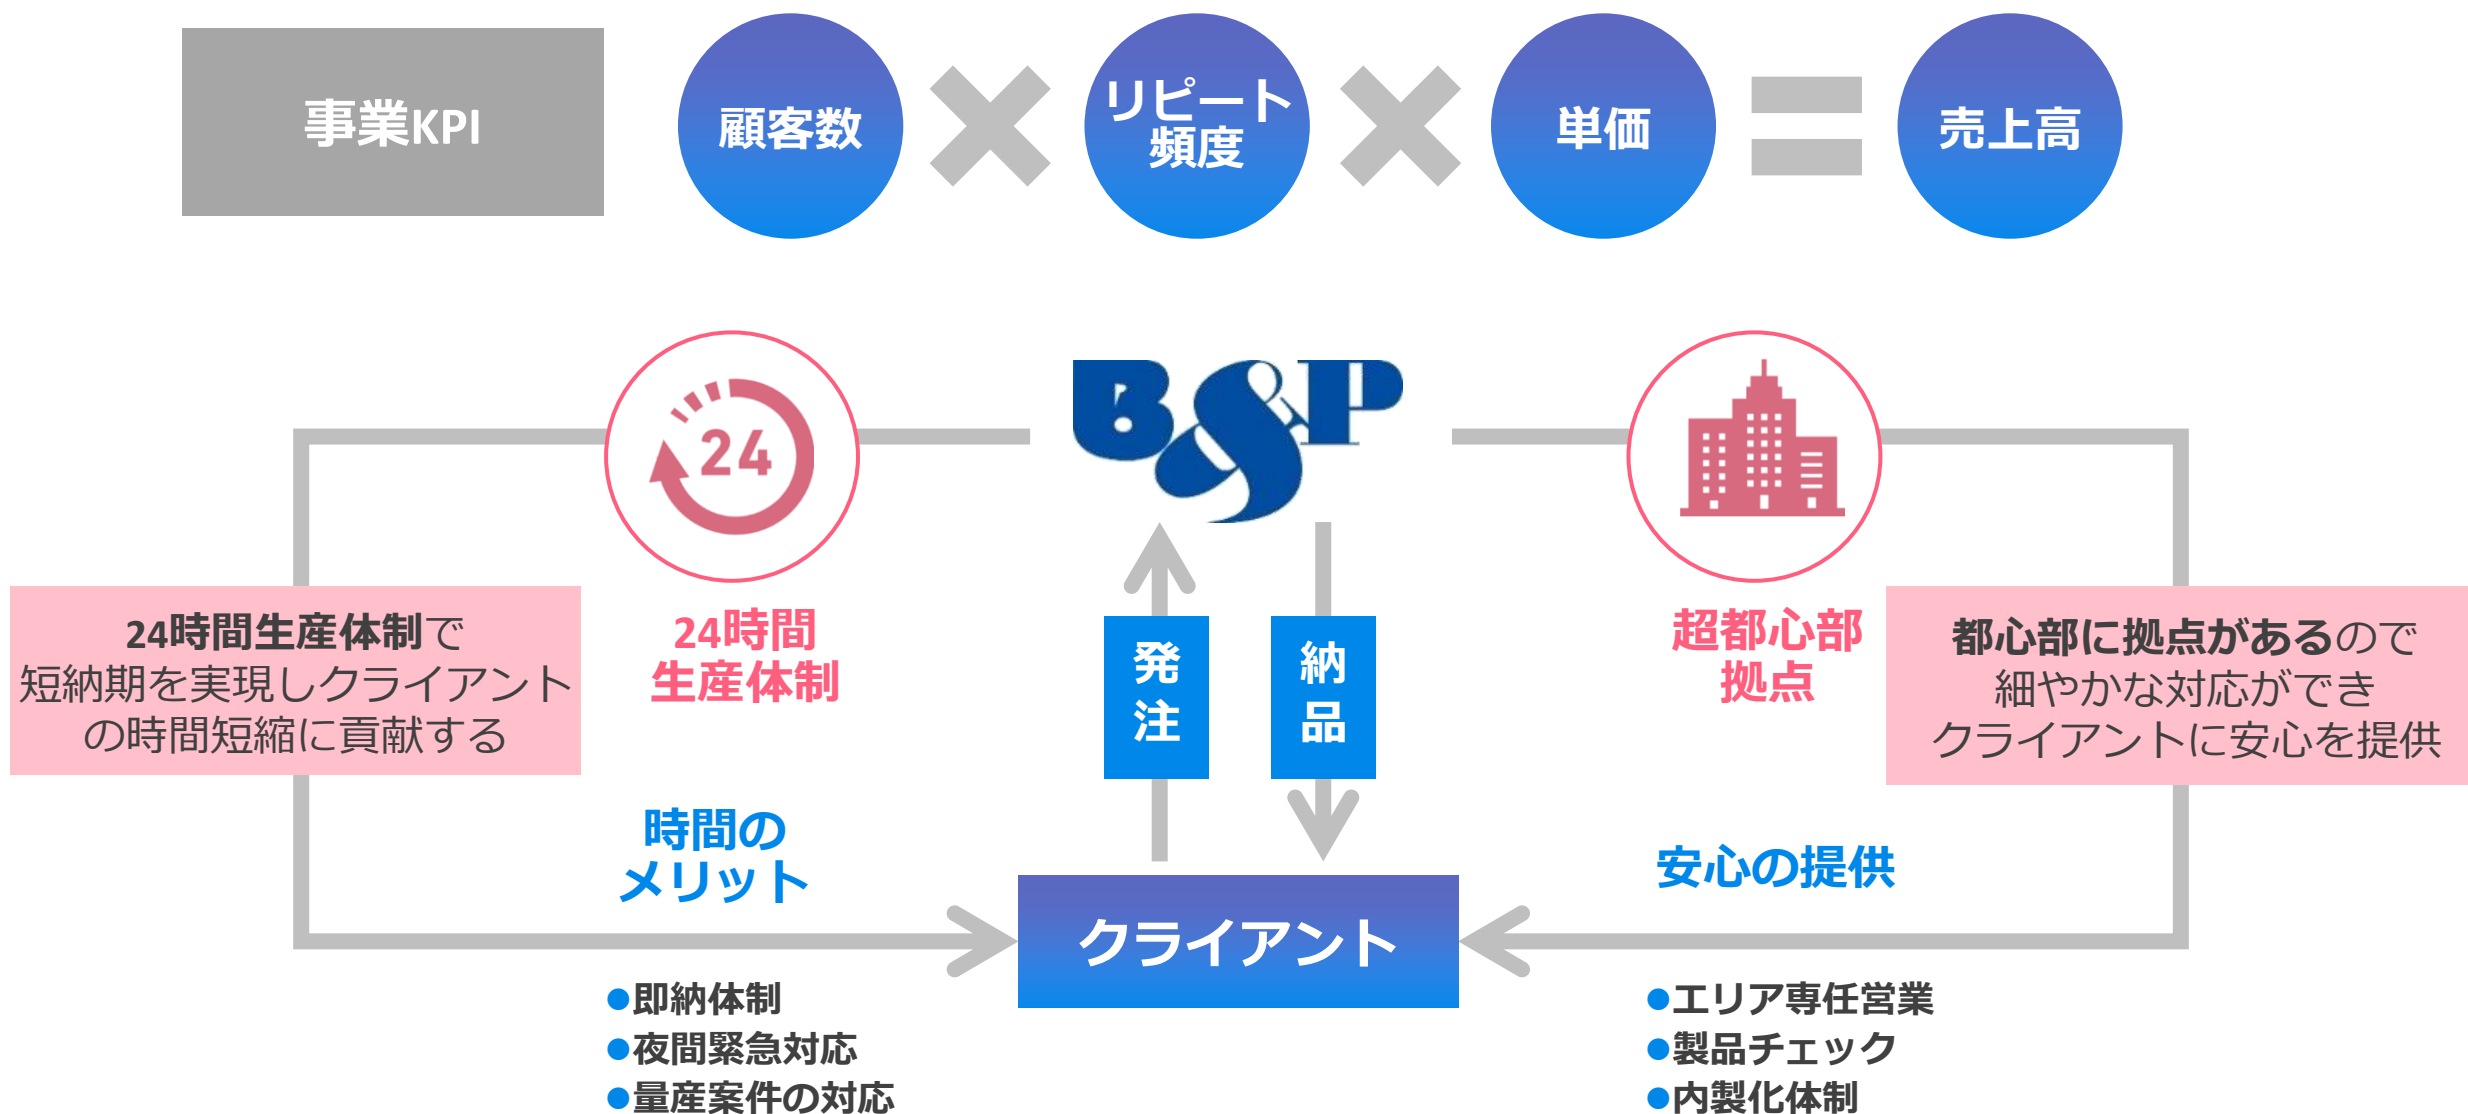 事業KPI
顧客数
リピート
頻度
単価
売上高
B&P
24
24時間
生産体制
24時間生産体制で
短納期を実現しクライアント
の時間短縮に貢献する
発注
納品
超都心部
拠点
都心部に拠点があるので
細やかな対応ができ
クライアントに安心を提供
時間の
メリット
安心の提供
クライアント
●即納体制
●夜間緊急対応
●量産案件の対応
●エリア専任営業
●製品チェック
●内製化体制